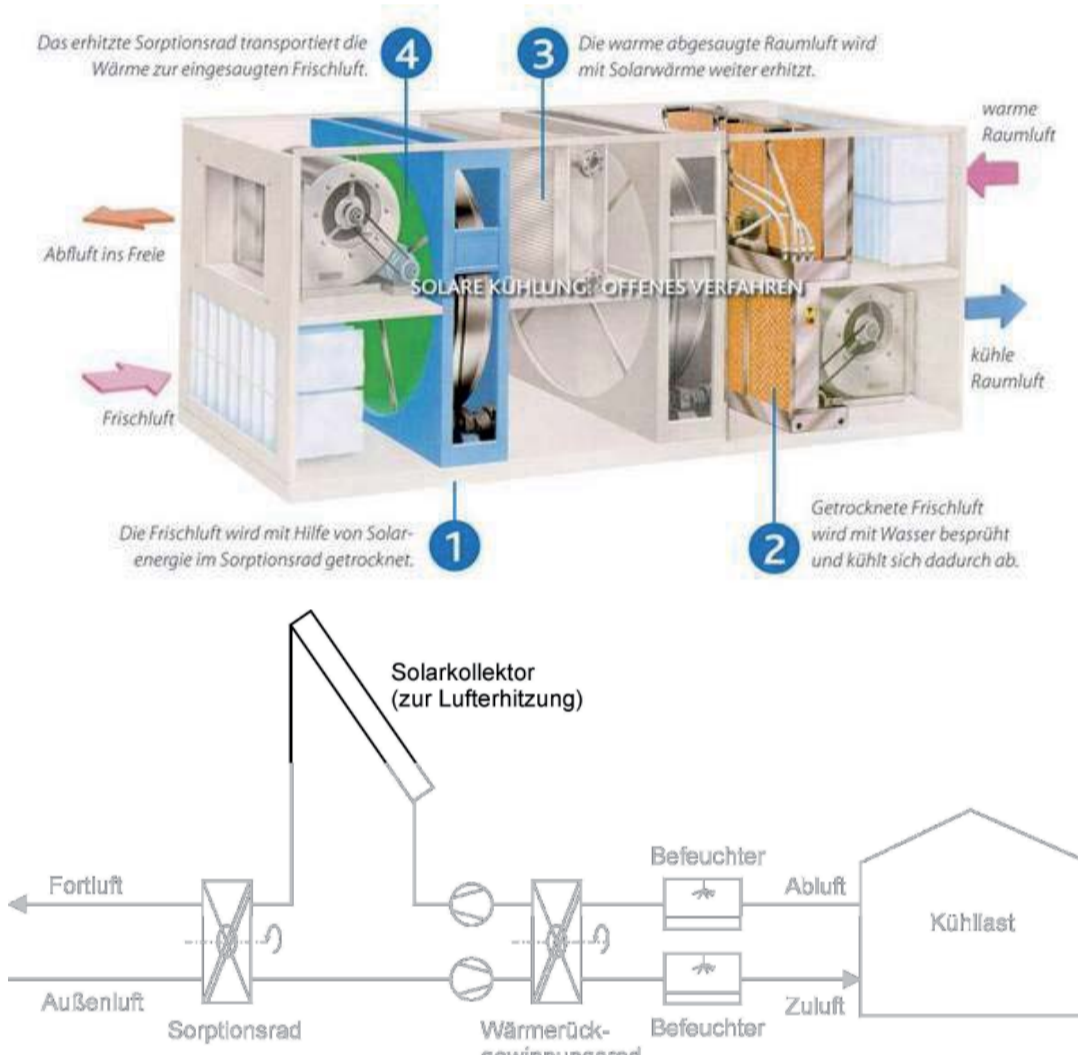 Das erhitzte Sorptionsrad transportiert die
Wärme zur eingesaugten Frischluft.
4
3
Die warme abgesaugte Raumluft wird
mit Solarwärme weiter erhitzt.
warme
Raumluft
Abfluft ins Freie
SOLARE KÜHLUNG: OFFENES VERFAHREN
Frischluft
kühle
Raumluft
Die Frischluft wird mit Hilfe von Solar-
energie im Sorptionsrad getrocknet.
1
2
Getrocknete Frischluft
wird mit Wasser besprüht
und kühlt sich dadurch ab.
Solarkollektor
(zur Lufterhitzung)
Befeuchter
Fortluft
Abluft
Kühllast
Außenluft
Zuluft
Sorptionsrad
Wärmerück-
gewinnungsrad
Befeuchter